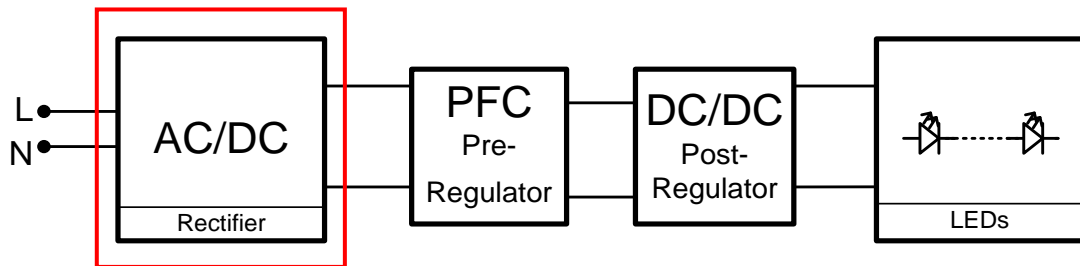 L
N
AC/DC
Rectifier
PFC
Pre-
Regulator
DC/DC
Post-
Regulator
LEDs